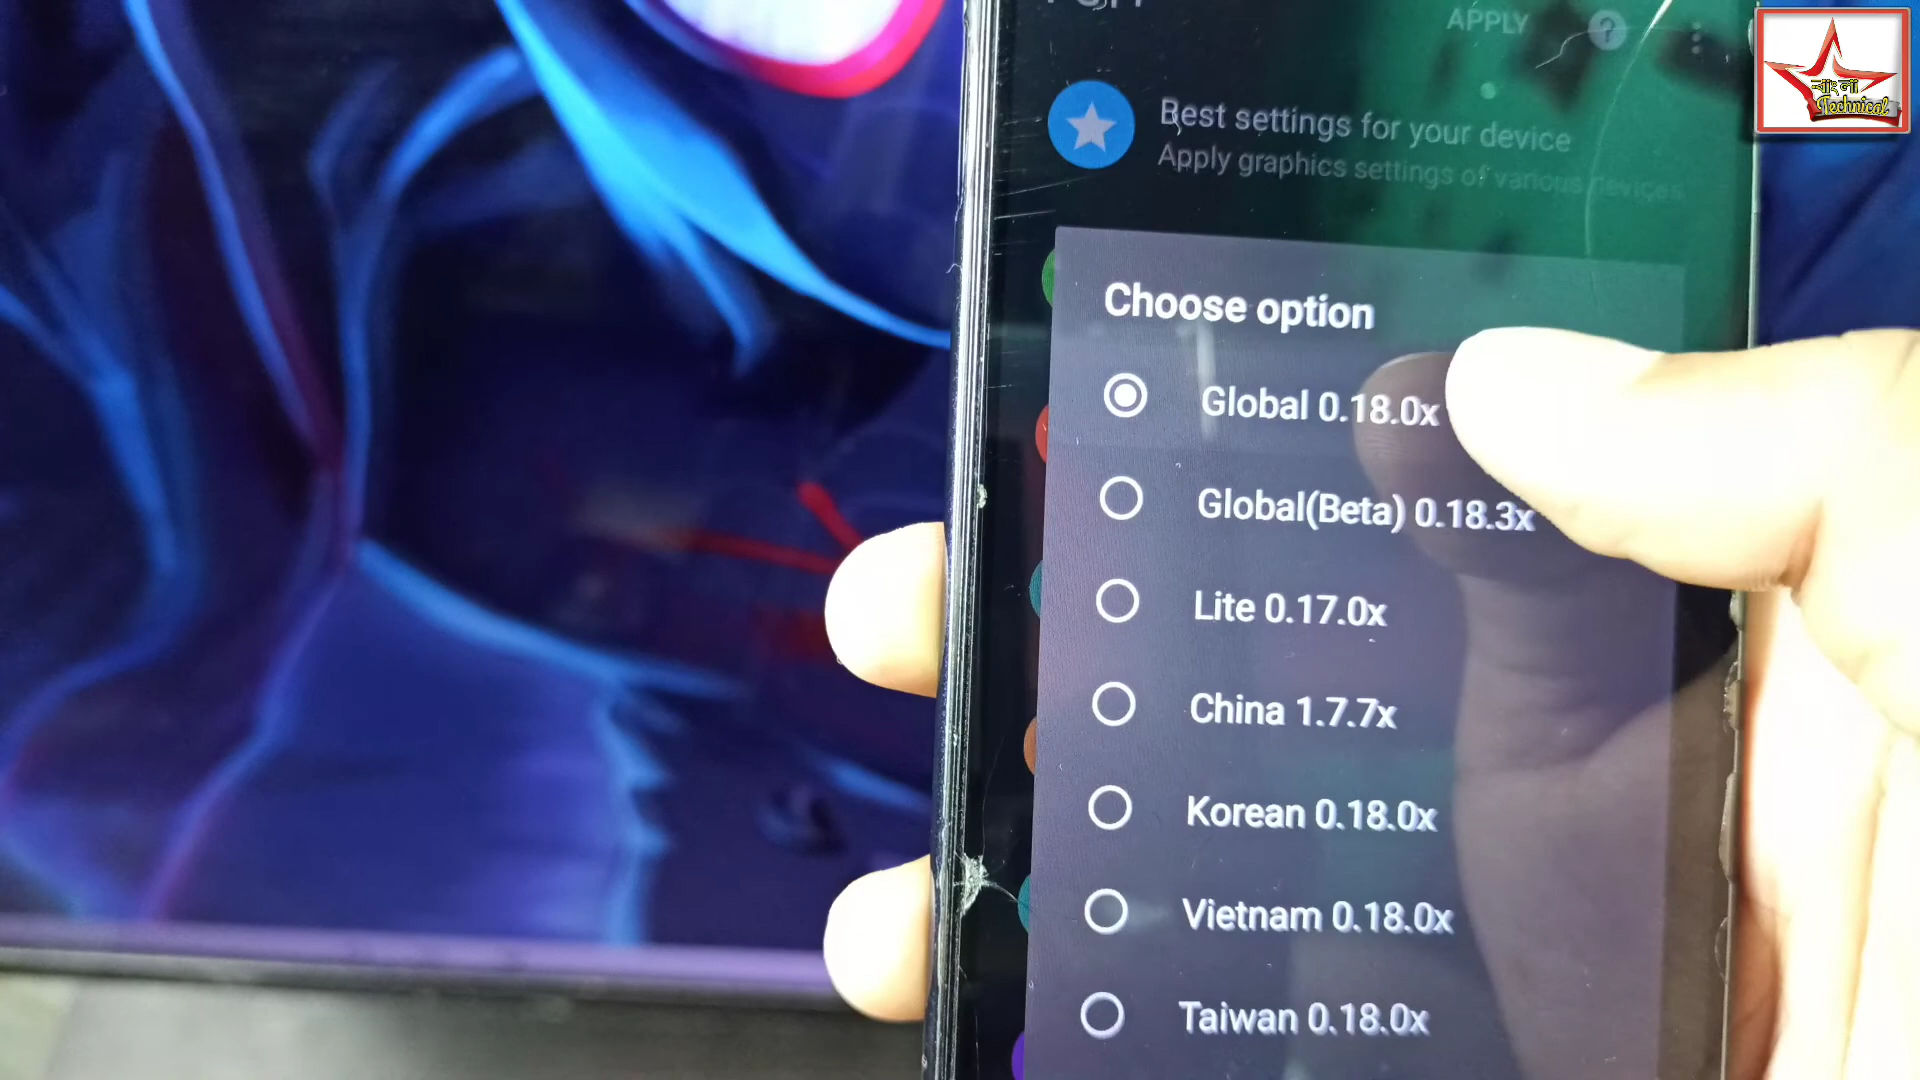 APPLY
?
বাংলা
Technical
Best settings for your device
Apply graphics settings of various devices
Choose option
Global 0.18.0x
Global(Beta) 0.18.3x
Lite 0.17.0x
China 1.7.7x
Korean 0.18.0x
Vietnam 0.18.0x
Taiwan 0.18.0x